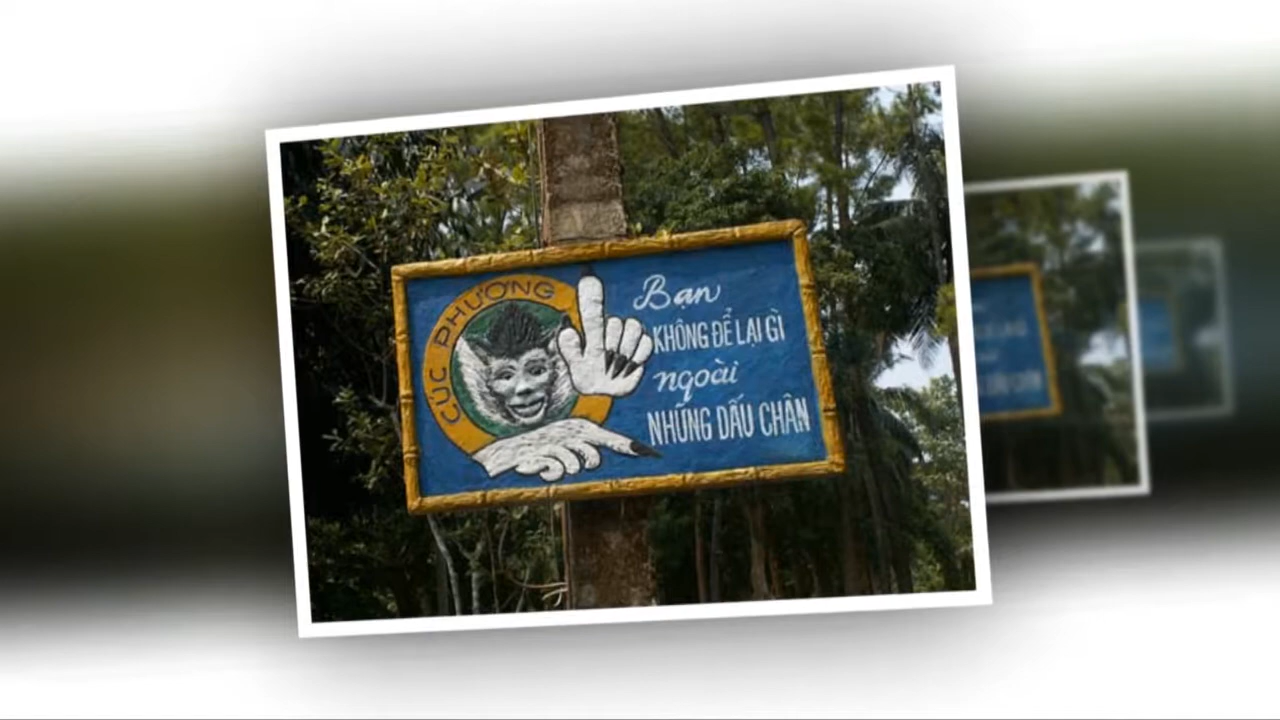 CÚC PHƯƠNG
Bạn
KHÔNG ĐỂ LẠI GÌ
ngoài
NHỮNG DẤU CHÂN